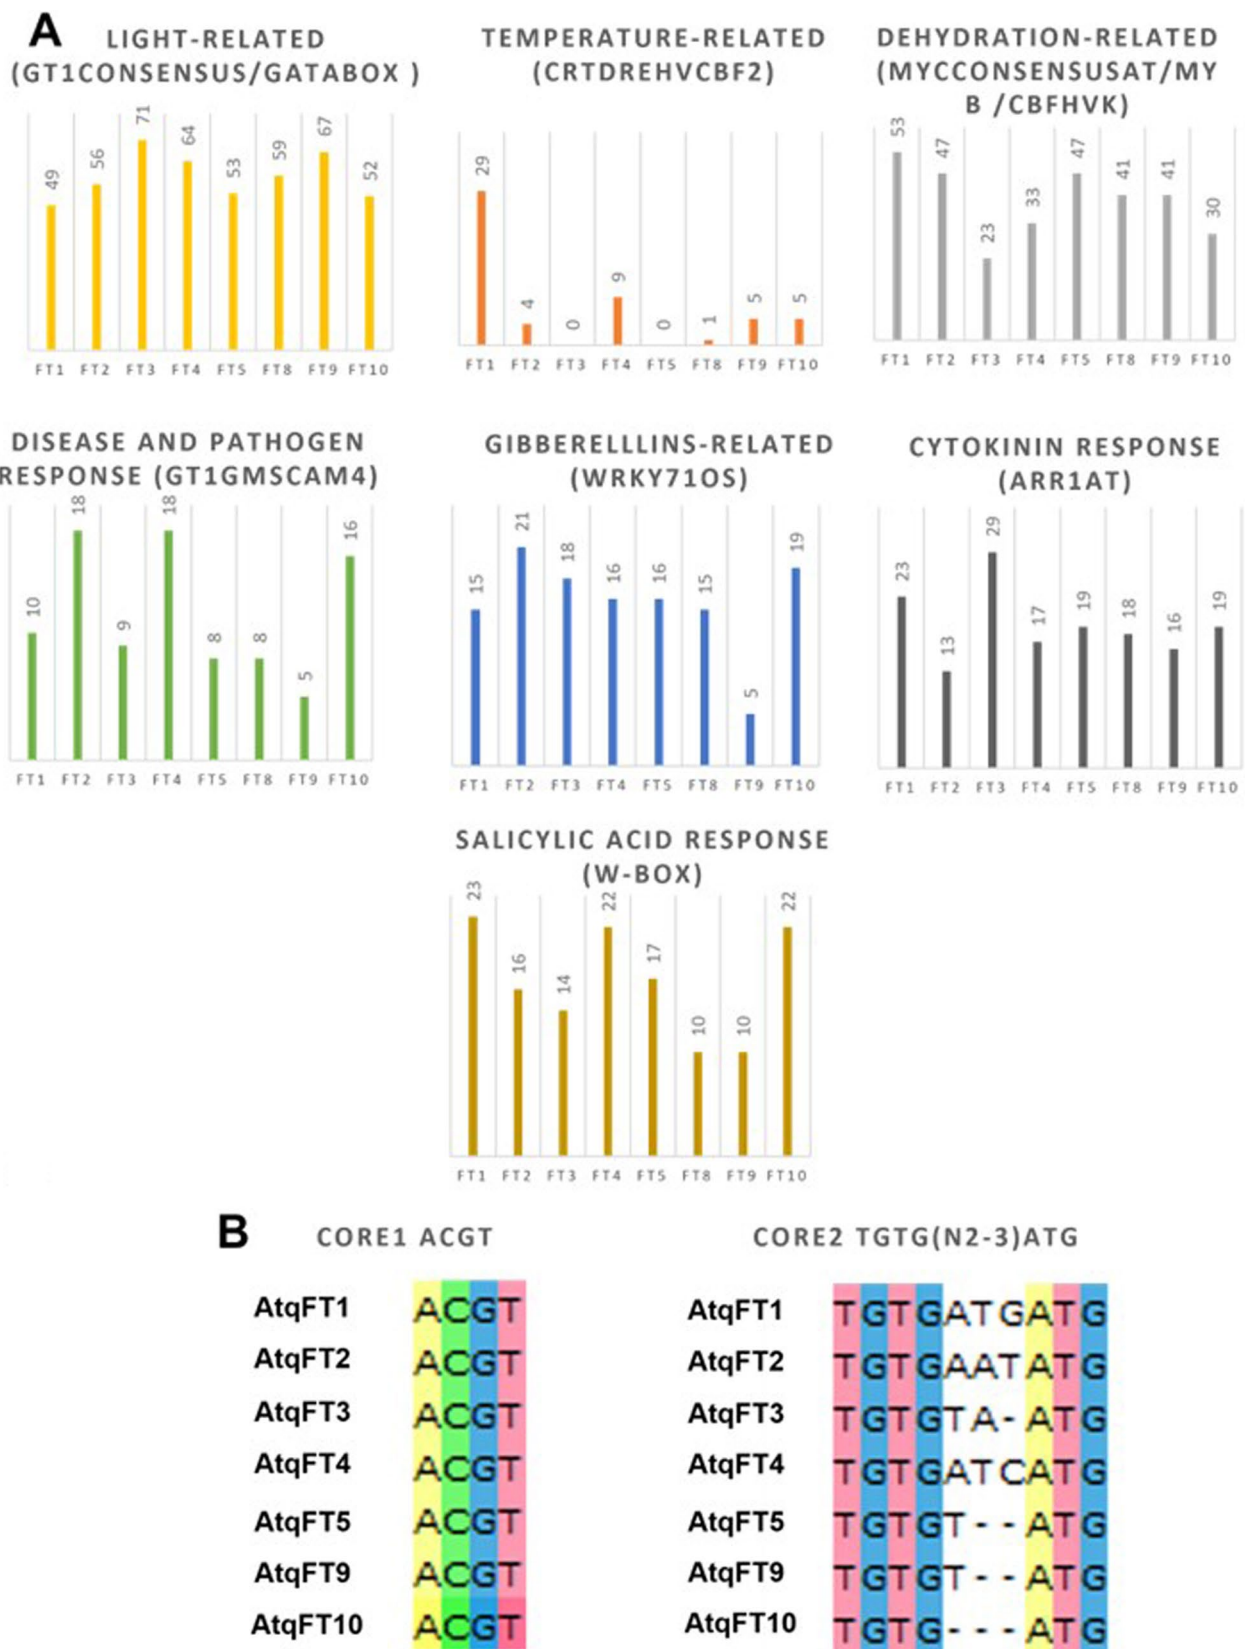 A
LIGHT-RELATED
(GT1CONSENSUS/GATABOX )
49 56 71 64 53 59 67 52
FT1 FT2 FT3 FT4 FT5 FT8 FT9 FT10
TEMPERATURE-RELATED
(CRTDREHVCBF2)
29 4 0 9 0 1 5 5
FT1 FT2 FT3 FT4 FT5 FT8 FT9 FT10
DEHYDRATION-RELATED
(MYCCONSENSUSAT/MY
B /CBFHVK)
53 47 23 33 47 41 41 30
FT1 FT2 FT3 FT4 FT5 FT8 FT9 FT10
DISEASE AND PATHOGEN
RESPONSE (GT1GMSCAM4)
10 18 9 18 8 8 5 16
FT1 FT2 FT3 FT4 FT5 FT8 FT9 FT10
GIBBERELLLINS-RELATED
(WRKY71OS)
15 21 18 16 16 15 5 19
FT1 FT2 FT3 FT4 FT5 FT8 FT9 FT10
CYTOKININ RESPONSE
(ARR1AT)
23 13 29 17 19 18 16 19
FT1 FT2 FT3 FT4 FT5 FT8 FT9 FT10
SALICYLIC ACID RESPONSE
(W-BOX)
23 16 14 22 17 10 10 22
FT1 FT2 FT3 FT4 FT5 FT8 FT9 FT10
B
CORE1 ACGT
AtqFT1 ACGT
AtqFT2 ACGT
AtqFT3 ACGT
AtqFT4 ACGT
AtqFT5 ACGT
AtqFT9 ACGT
AtqFT10 ACGT
CORE2 TGTG(N2-3)ATG
AtqFT1 TGTGATGATG
AtqFT2 TGTGAATATG
AtqFT3 TGTGTA-ATG
AtqFT4 TGTGATCATG
AtqFT5 TGTGT--ATG
AtqFT9 TGTGT--ATG
AtqFT10 TGTG---ATG